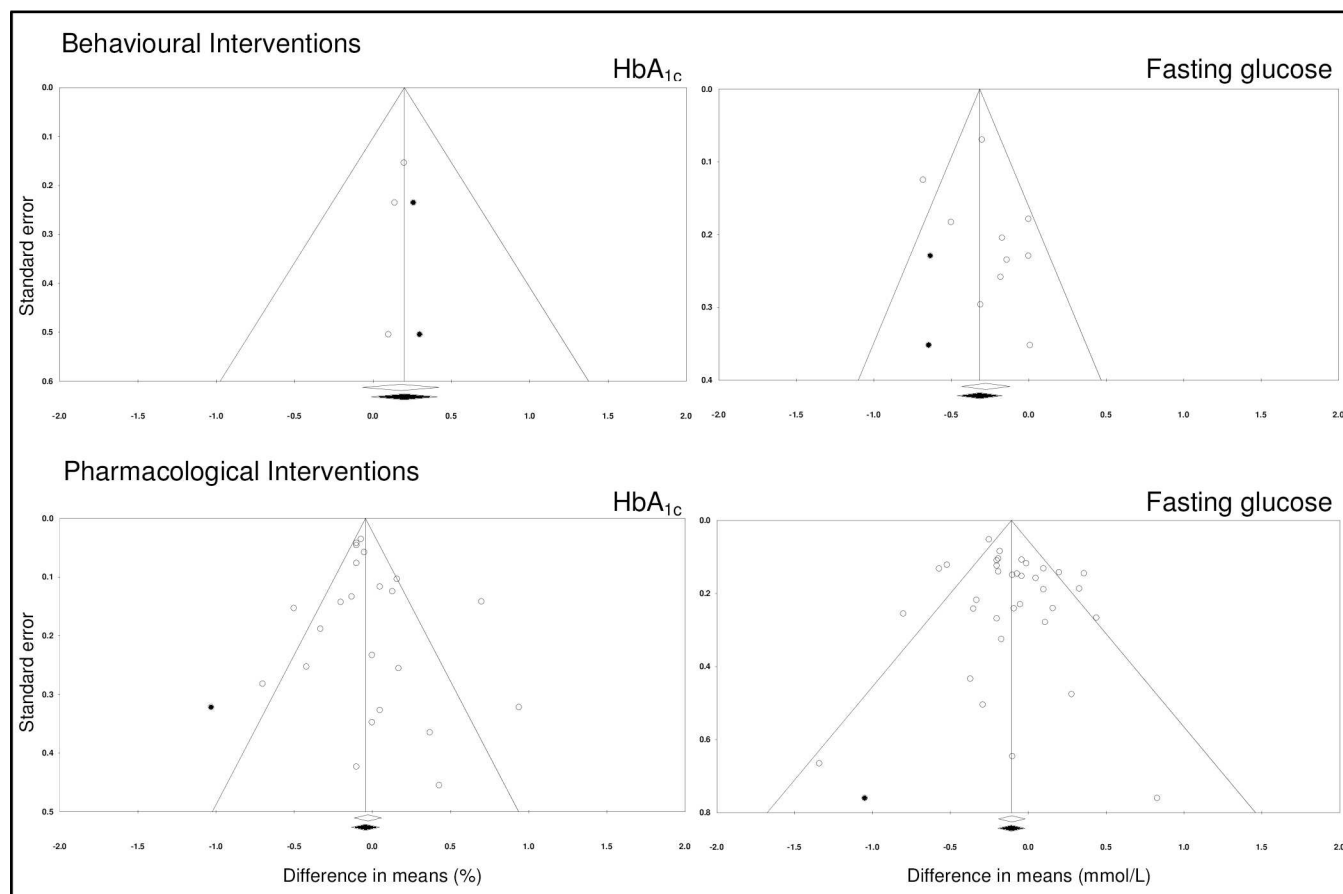 Behavioural Interventions
HbA1c
Fasting glucose
Standard error
0.0
0.1
0.2
0.3
0.4
0.5
0.6
-2.0 -1.5 -1.0 -0.5 0.0 0.5 1.0 1.5 2.0
0.0
0.1
0.2
0.3
0.4
-2.0 -1.5 -1.0 -0.5 0.0 0.5 1.0 1.5 2.0
Pharmacological Interventions
HbA1c
Fasting glucose
Standard error
0.0
0.1
0.2
0.3
0.4
0.5
-2.0 -1.5 -1.0 -0.5 0.0 0.5 1.0 1.5 2.0
Difference in means (%)
0.0
0.2
0.4
0.6
0.8
-2.0 -1.5 -1.0 -0.5 0.0 0.5 1.0 1.5 2.0
Difference in means (mmol/L)